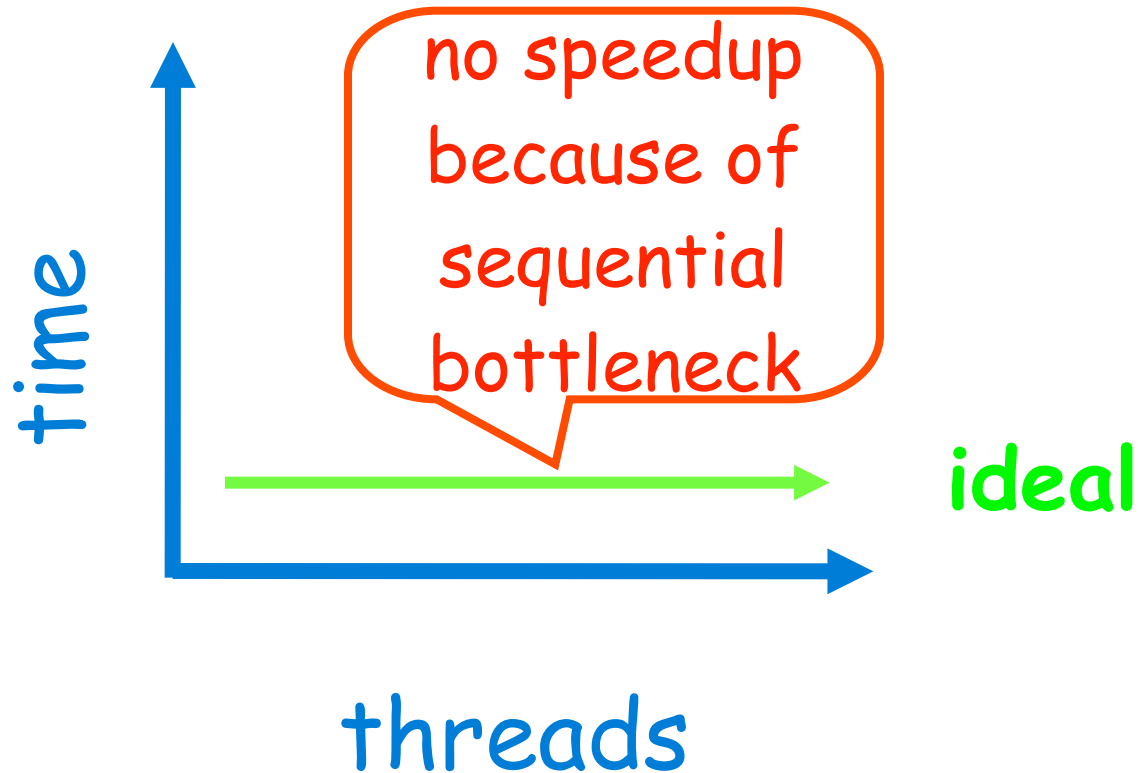 no speedup
because of
sequential
bottleneck
time
ideal
threads